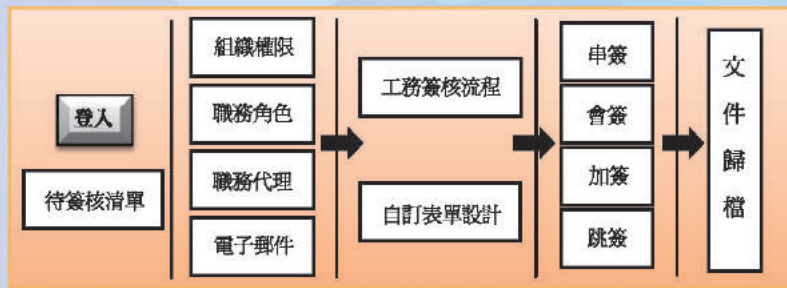 登入
待簽核清單
組織權限
職務角色
職務代理
電子郵件
工務簽核流程
自訂表單設計
串簽
會簽
加簽
跳簽
文件歸檔